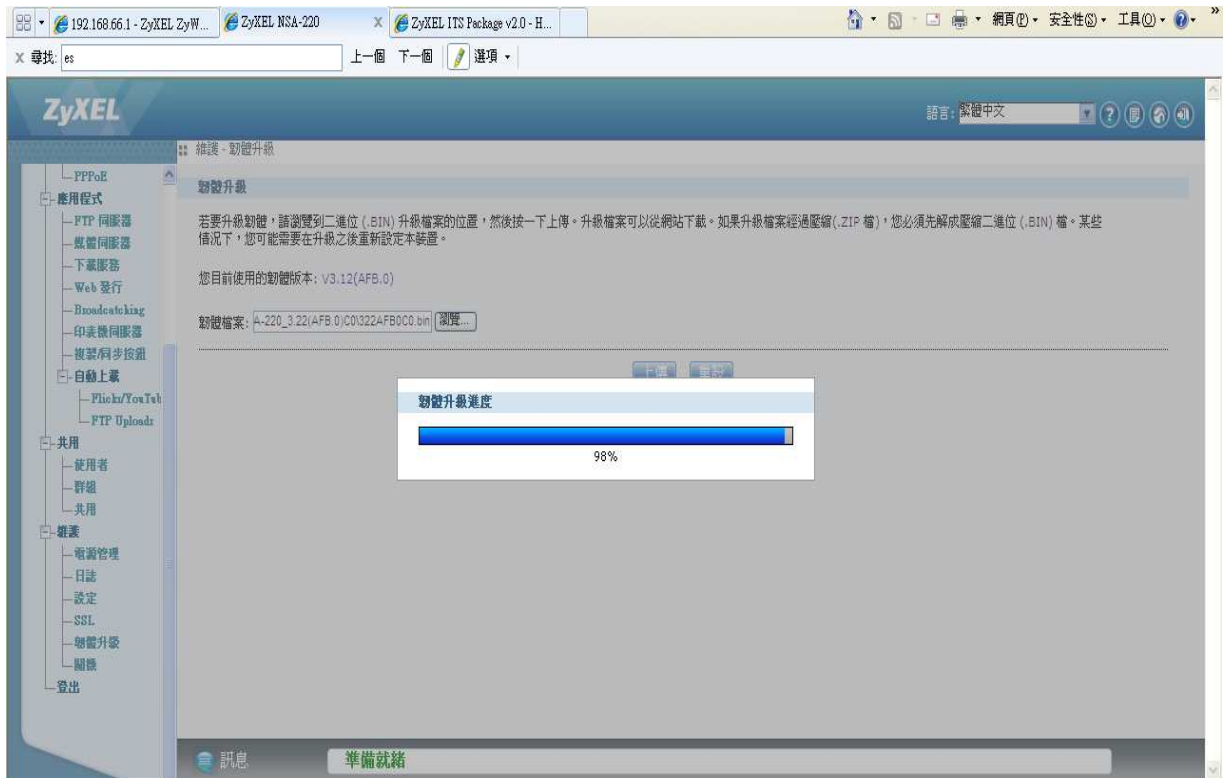 192.168.66.1 - ZyXEL ZyW...
ZyXEL NSA-220
X
ZyXEL ITS Package v2.0 - H...
網頁(P)
安全性(S)
工具(O)
»
X 尋找: es
上一個 下一個
選項
ZyXEL
語言: 繁體中文
維護 - 韌體升級
韌體升級
若要升級韌體，請瀏覽到二進位 (.BIN) 升級檔案的位置，然後按一下上傳。升級檔案可以從網站下載。如果升級檔案經過壓縮(.ZIP 檔)，您必須先解成壓縮二進位 (.BIN) 檔。某些
情況下，您可能需要在升級之後重新設定本裝置。
您目前使用的韌體版本: V3.12(AFB.0)
韌體檔案: A-220_3.22(AFB.0)C0\322AFB0C0.bin 瀏覽...
上傳 重設
韌體升級進度
98%
PPPoE
應用程式
FTP 伺服器
媒體伺服器
下載服務
Web 發行
Broadcatching
印表機伺服器
複製/同步按鈕
自動上載
Flickr/YouTub
FTP Uploads
共用
使用者
群組
共用
維護
電源管理
日誌
設定
SSL
韌體升級
關機
登出
訊息
準備就緒